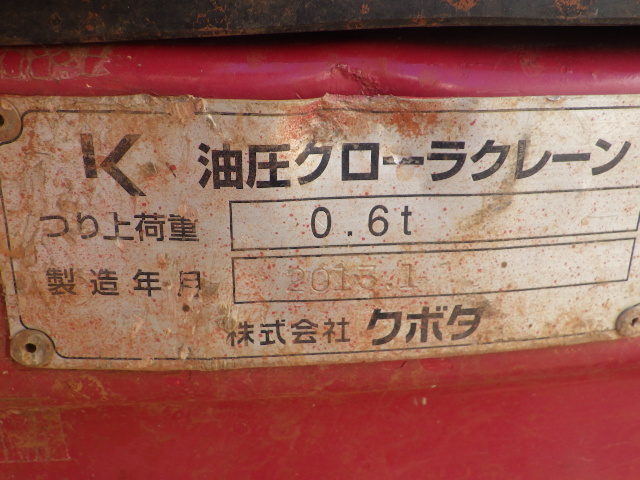 K 油圧クローラクレーン
つり上荷重 0.6t
製造年月
株式会社 クボタ